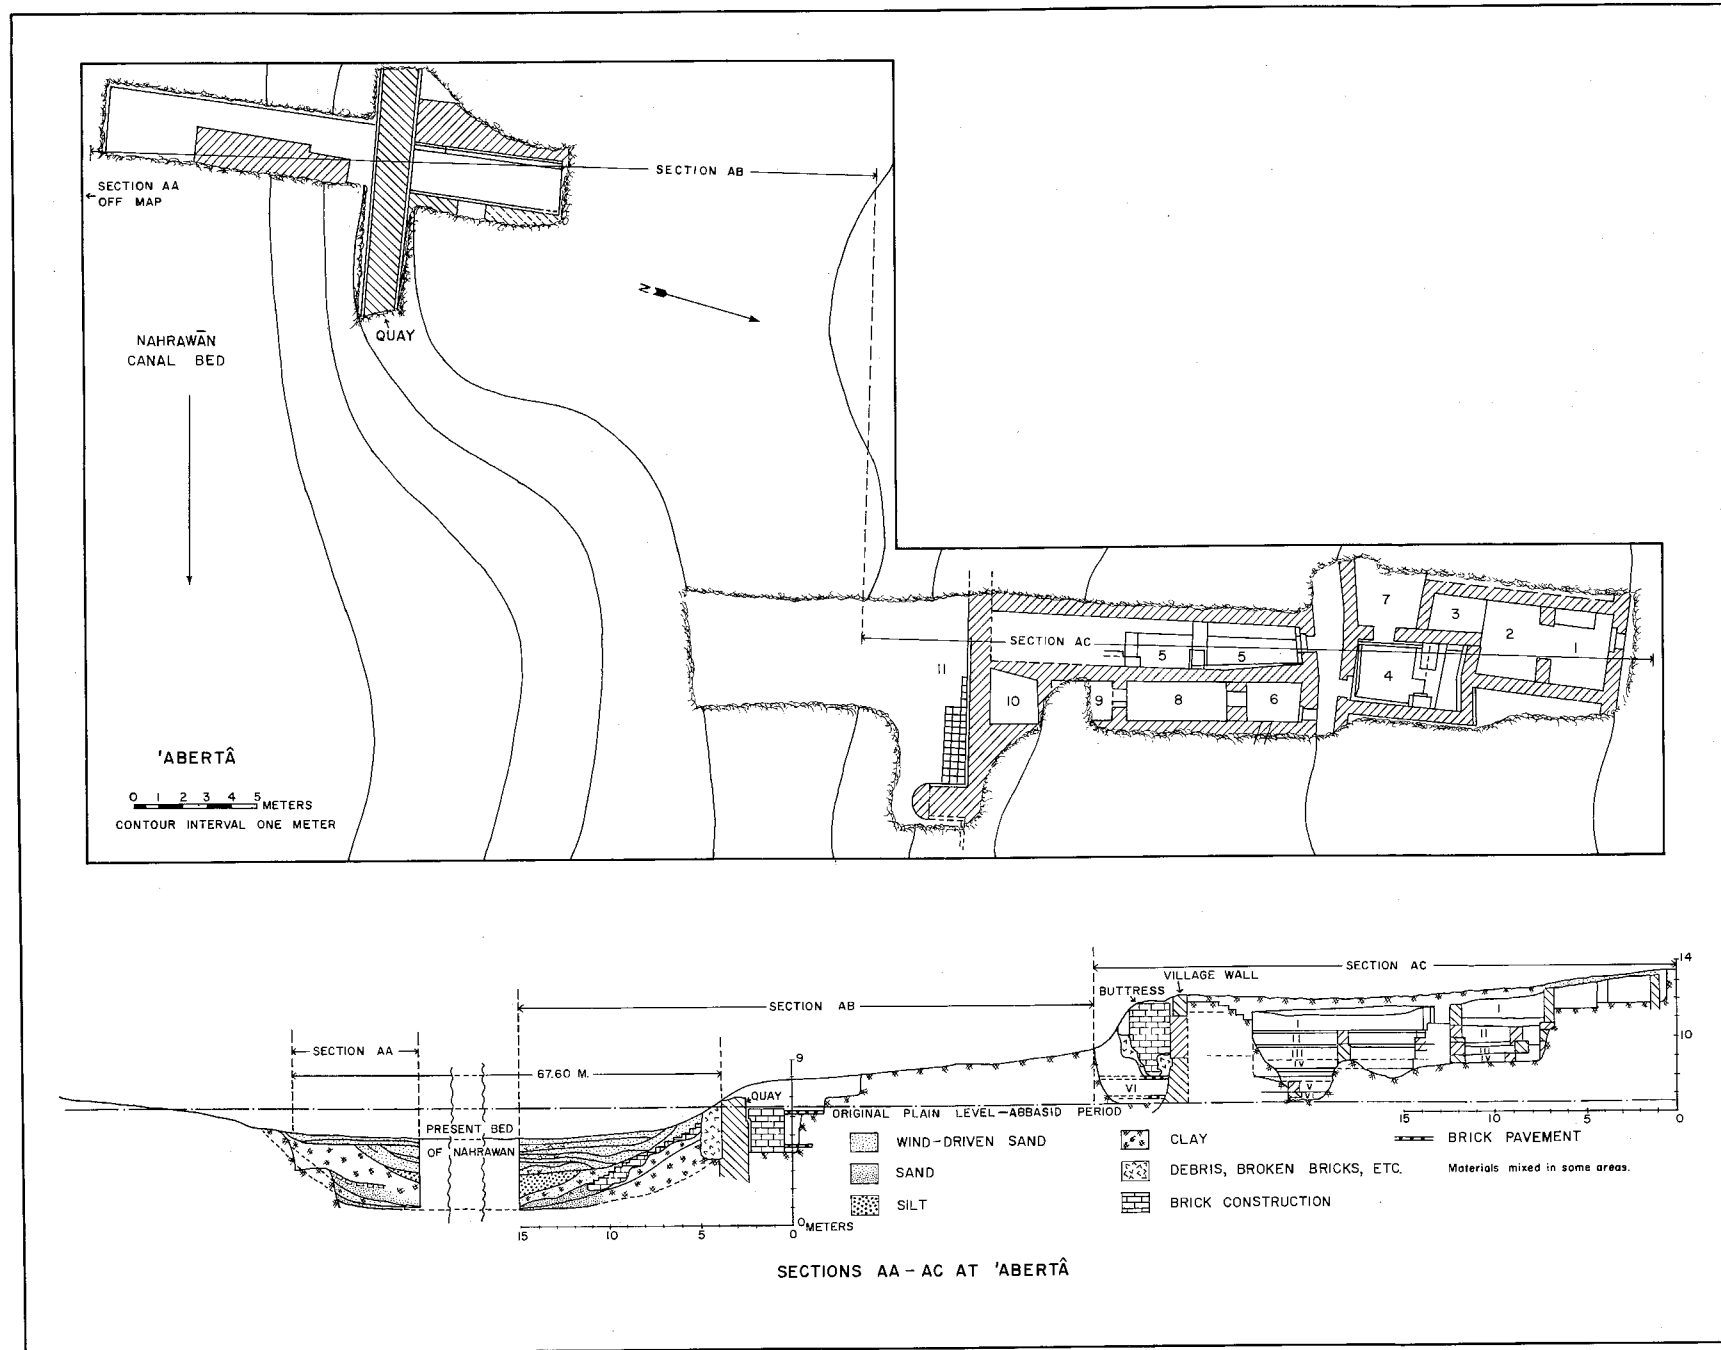 SECTION AB
SECTION AA
OFF MAP
N
QUAY
NAHRAWĀN
CANAL BED
SECTION AC
7
3
2
1
5
5
4
11
10
9
8
6
'ABERTÂ
0 1 2 3 4 5 METERS
CONTOUR INTERVAL ONE METER
SECTION AC
14
VILLAGE WALL
BUTTRESS
SECTION AB
10
SECTION AA
9
67.60 M.
QUAY
VI
ORIGINAL PLAIN LEVEL–ABBASID PERIOD
15 10 5 0
PRESENT BED
OF NAHRAWAN
WIND-DRIVEN SAND
CLAY
BRICK PAVEMENT
SAND
DEBRIS, BROKEN BRICKS, ETC.
Materials mixed in some areas.
SILT
BRICK CONSTRUCTION
0 METERS
15 10 5 0
SECTIONS AA – AC AT 'ABERTÂ